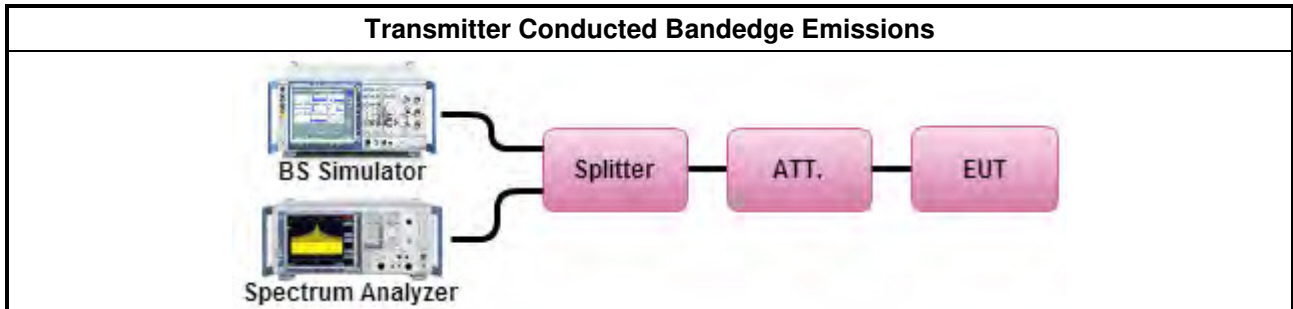 Transmitter Conducted Bandedge Emissions
BS Simulator
Splitter
ATT.
EUT
Spectrum Analyzer